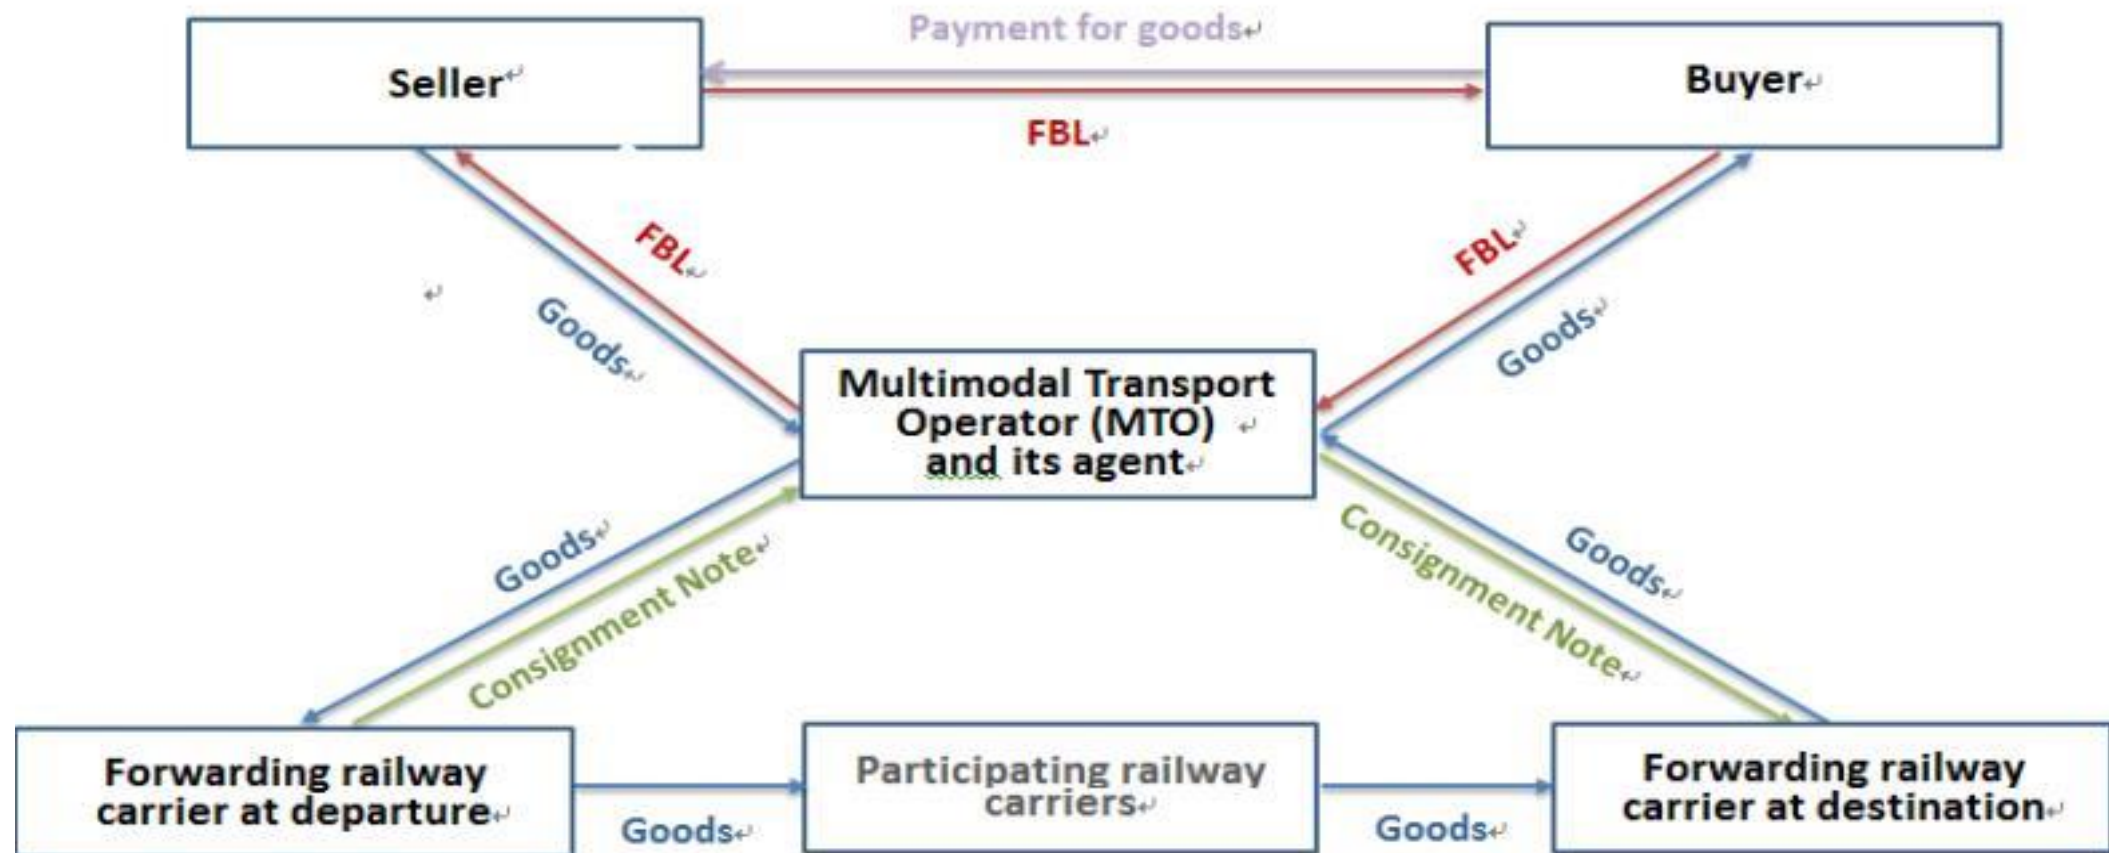 Payment for goods
Seller
Buyer
FBL
FBL
FBL
Goods
Goods
Multimodal Transport
Operator (MTO)
and its agent
Goods
Consignment Note
Consignment Note
Goods
Forwarding railway
carrier at departure
Goods
Participating railway
carriers
Goods
Forwarding railway
carrier at destination